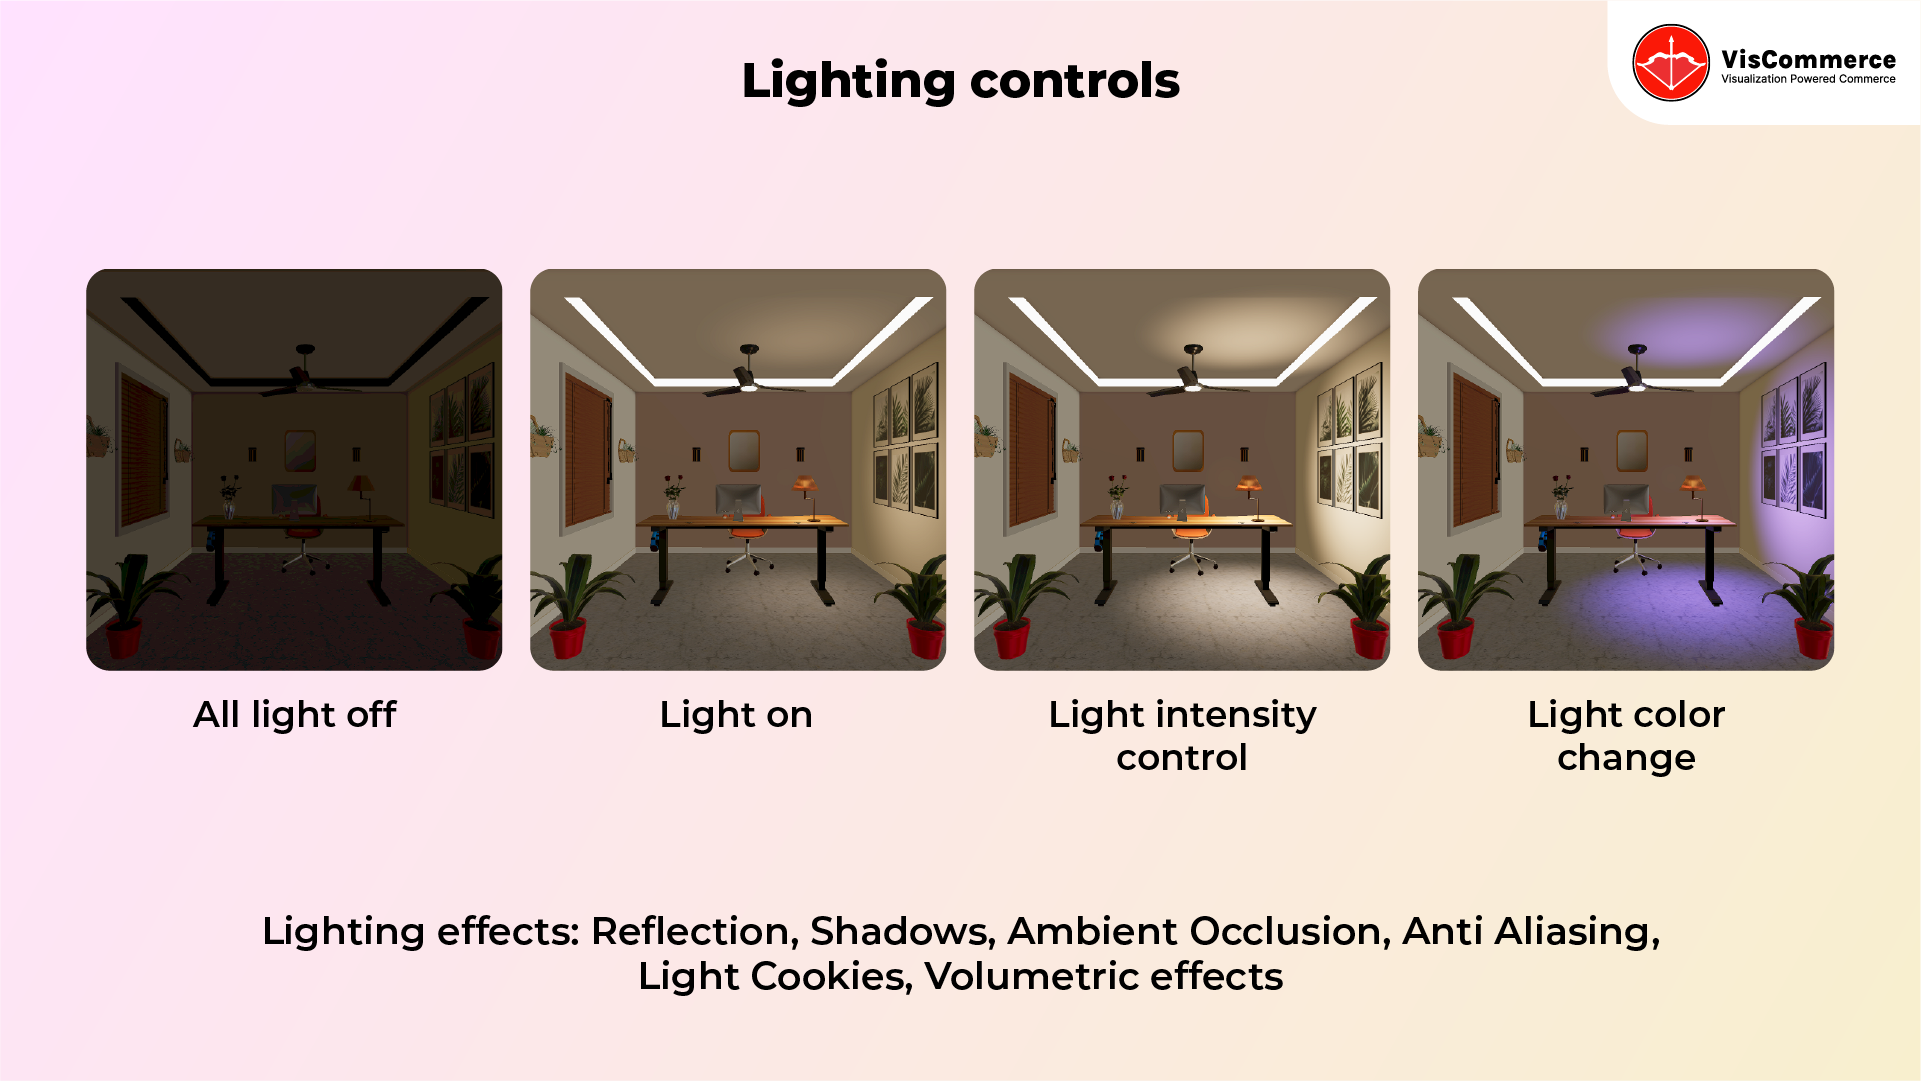 Lighting controls
VisCommerce
Visualization Powered Commerce
All light off
Light on
Light intensity
control
Light color
change
Lighting effects: Reflection, Shadows, Ambient Occlusion, Anti Aliasing,
Light Cookies, Volumetric effects